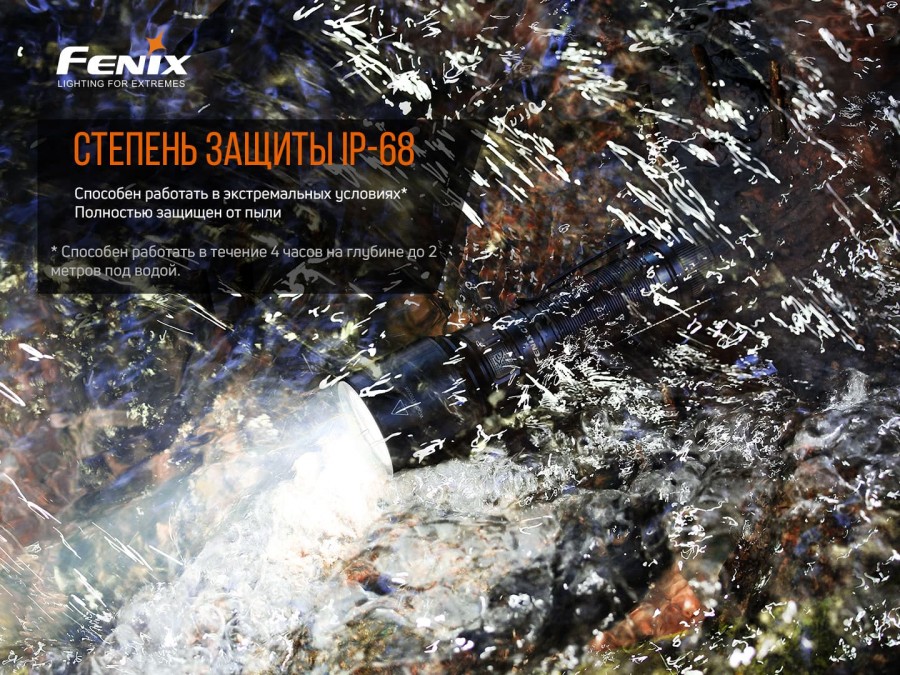 FENIX
LIGHTING FOR EXTREMES
СТЕПЕНЬ ЗАЩИТЫ IP-68
Способен работать в экстремальных условиях*
Полностью защищен от пыли
* Способен работать в течение 4 часов на глубине до 2
метров под водой.